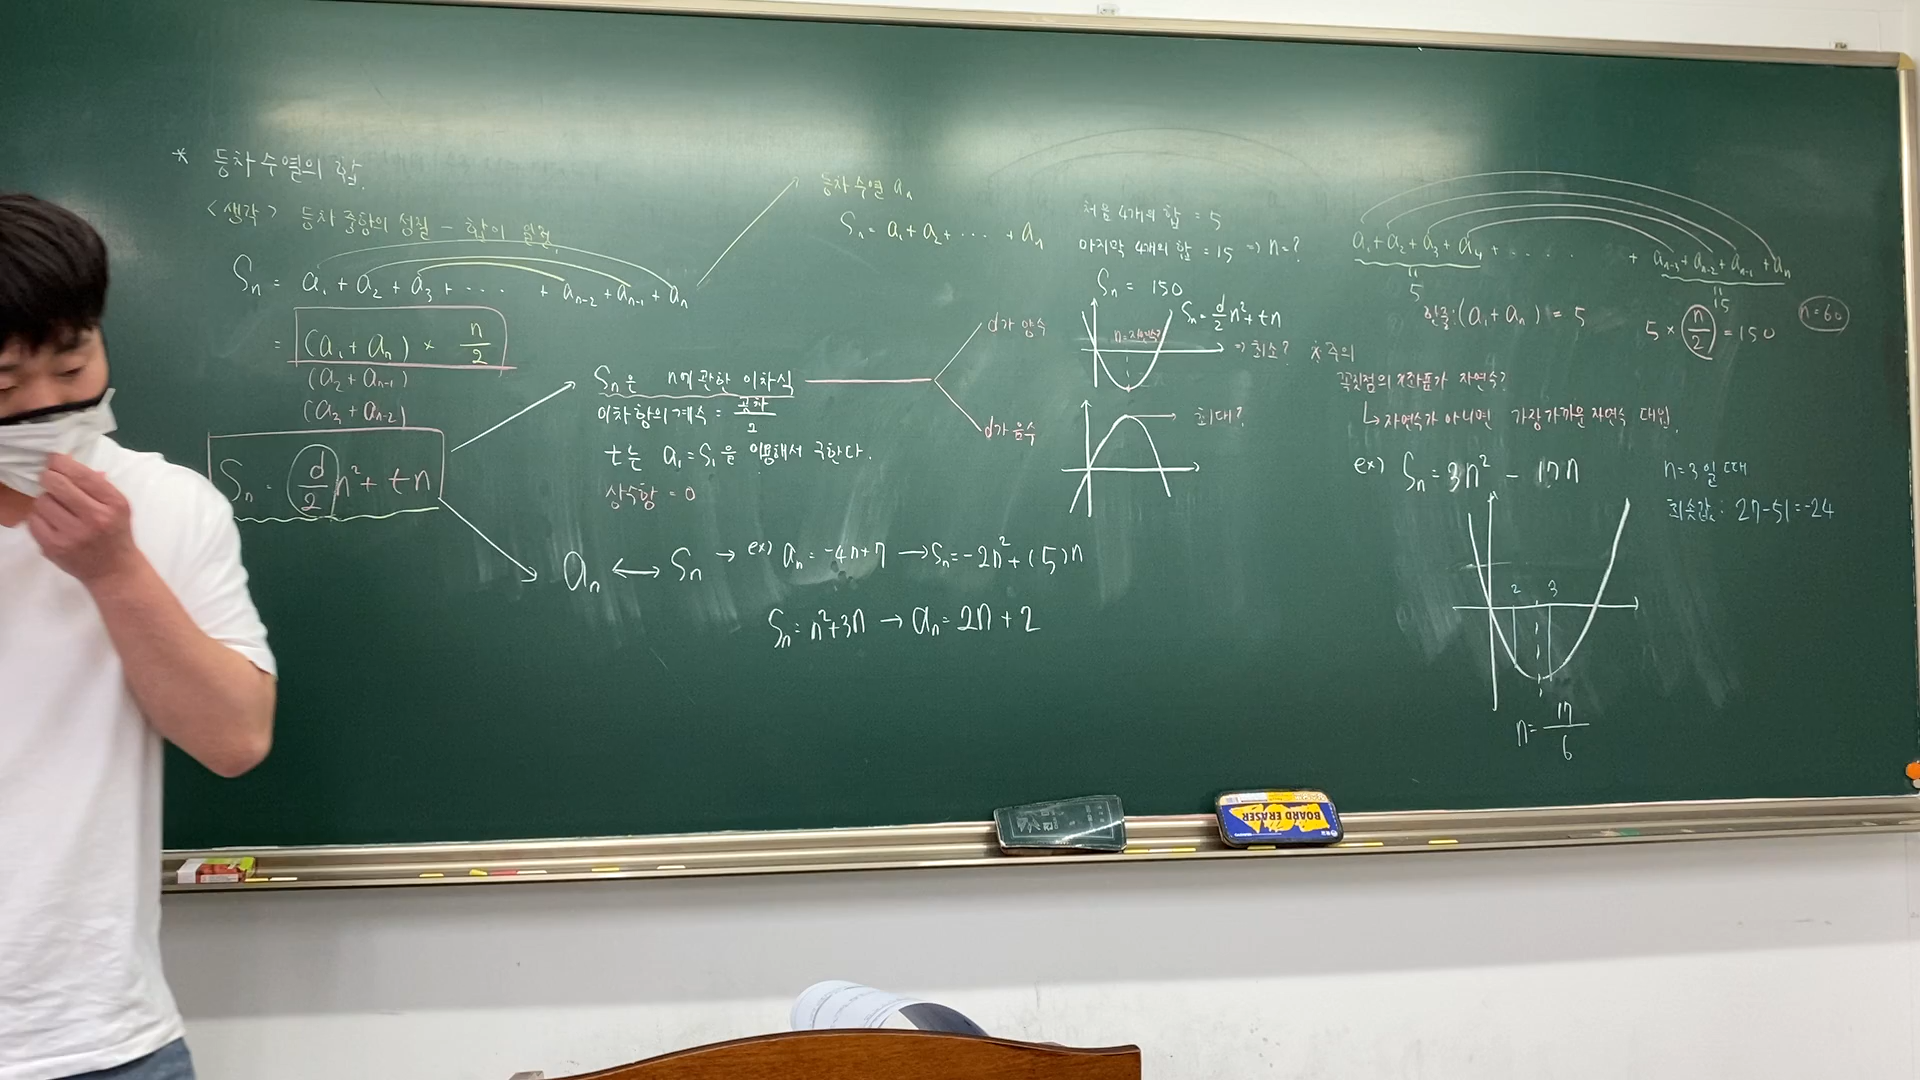 * 등차수열의 합.
<생각> 등차중항의 성질 - 합이 일정.
Sn = a₁ + a₂ + a₃ + ⋯ + aₙ₋₂ + aₙ₋₁ + aₙ
= (a₁ + aₙ) × n/2
(a₂ + aₙ₋₁)
(a₃ + aₙ₋₂)
Sn = d/2 n² + tn
Sn은 n에 관한 이차식
이차항의 계수 = 공차/2
t는 a₁ = S₁을 이용해서 구한다.
상수항 = 0
aₙ ⟷ Sn → ex) aₙ = -4n+7 → Sn = -2n² + (5)n
Sn = n²+3n → aₙ = 2n + 2
등차수열 aₙ
Sn = a₁ + a₂ + ⋯ + aₙ
d가 양수
d가 음수
처음 4개의 합 = 5
마지막 4개의 합 = 15 ⇒ n = ?
Sn = 150
Sn = d/2 n² + tn
⇒ 최소?
최대?
a₁ + a₂ + a₃ + a₄ + ⋯ + aₙ₋₃ + aₙ₋₂ + aₙ₋₁ + aₙ
5
15
(a₁ + aₙ) = 5
5 × n/2 = 150
n = 60
※주의
꼭짓점의 x좌표가 자연수?
↳ 자연수가 아니면 가장 가까운 자연수 대입.
ex) Sn = 3n² - 17n
n = 3일 때
최솟값: 27-51 = -24
2 3
n = 17/6
BOARD ERASER